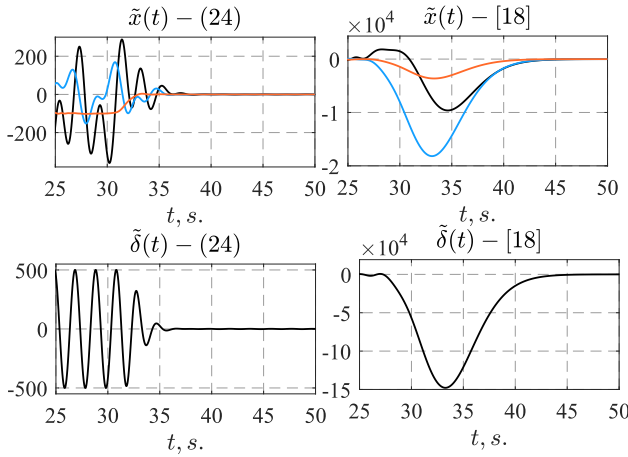 x̃(t) − (24)
200
0
-200
25 30 35 40 45 50
t, s.
×10⁴ x̃(t) − [18]
0
-1
-2
25 30 35 40 45 50
t, s.
δ̃(t) − (24)
500
0
-500
25 30 35 40 45 50
t, s.
×10⁴ δ̃(t) − [18]
0
-5
-10
-15
25 30 35 40 45 50
t, s.